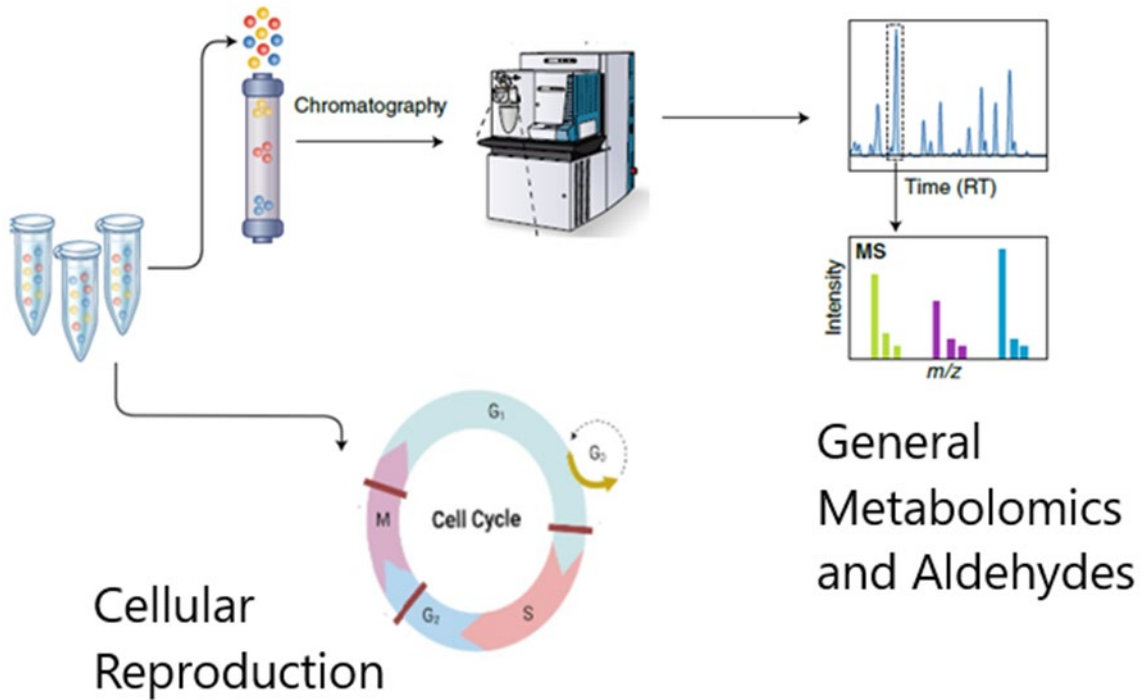 Chromatography
Time (RT)
MS
Intensity
m/z
G₁
G₀
M
Cell Cycle
G₂
S
General
Metabolomics
and Aldehydes
Cellular
Reproduction